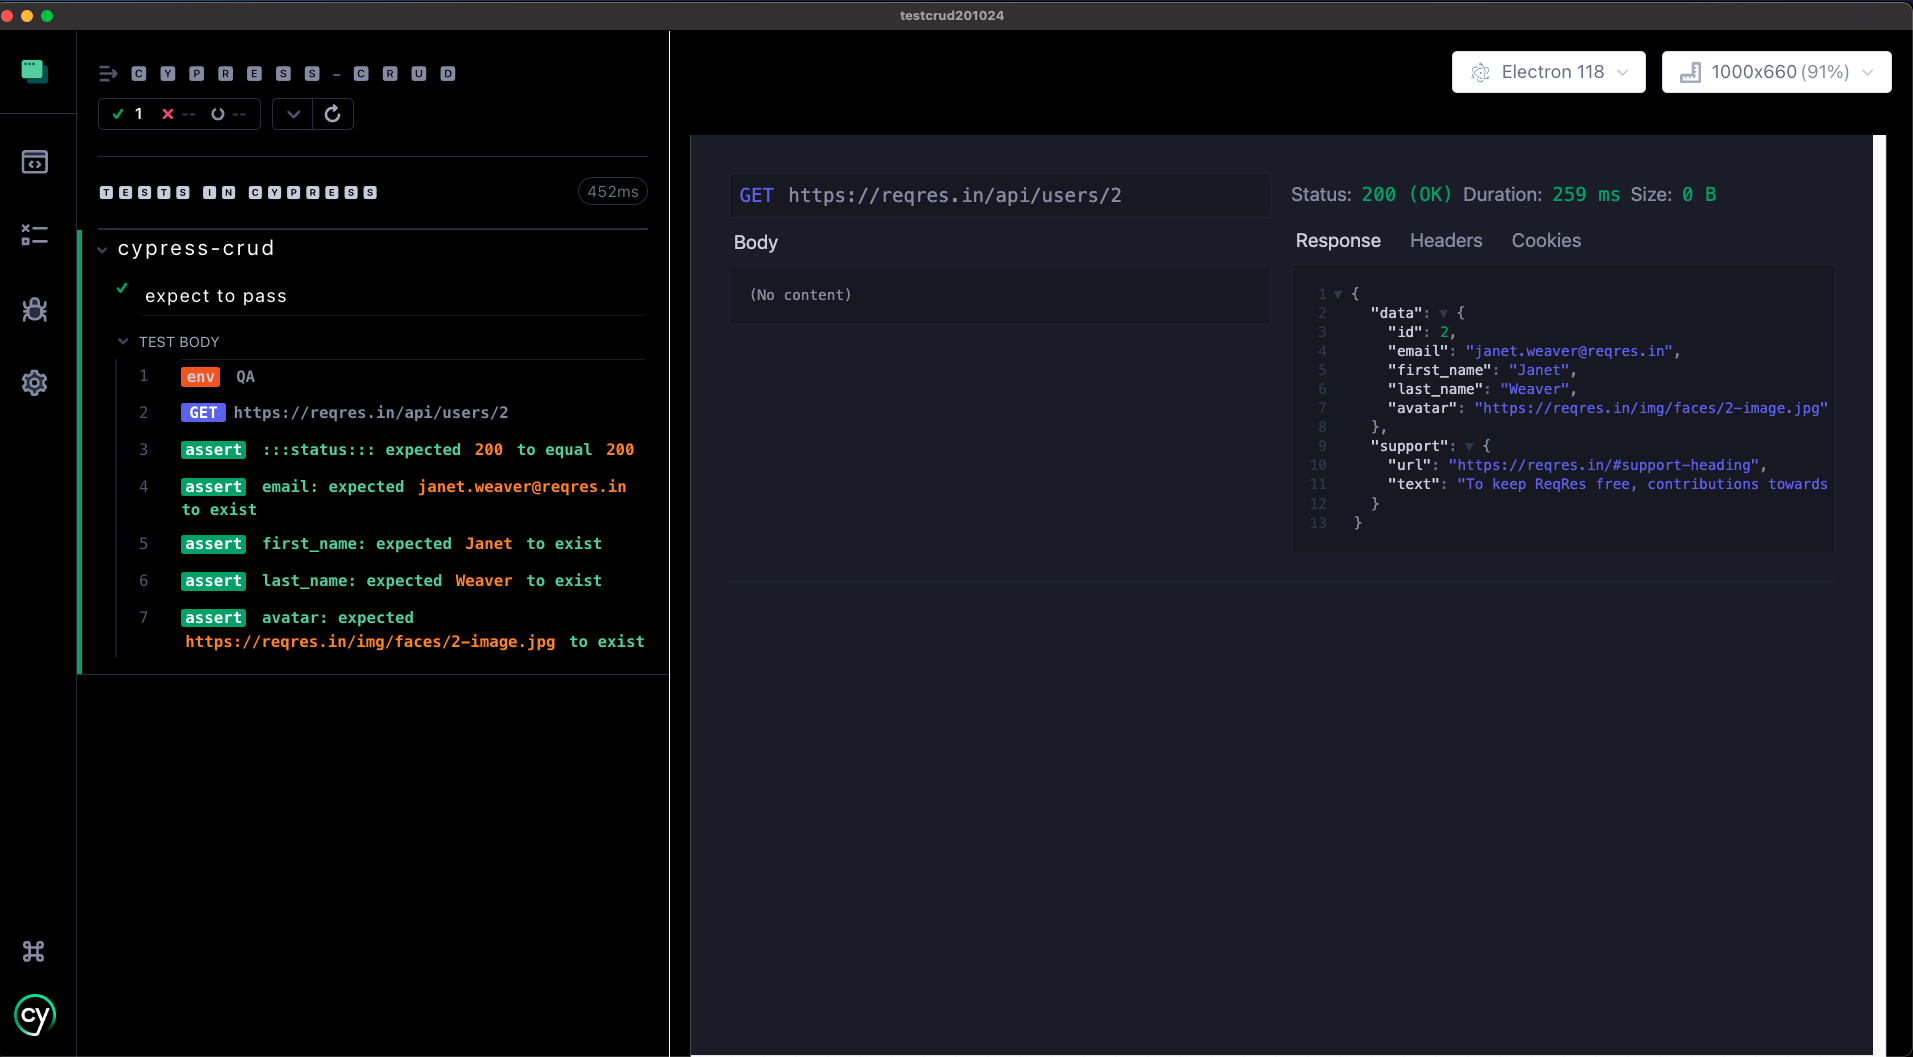 testcrud201024
CYPRESS-CRUD
1 -- --
TESTS IN CYPRESS 452ms
cypress-crud
expect to pass
TEST BODY
1 env QA
2 GET https://reqres.in/api/users/2
3 assert :::status::: expected 200 to equal 200
4 assert email: expected janet.weaver@reqres.in
to exist
5 assert first_name: expected Janet to exist
6 assert last_name: expected Weaver to exist
7 assert avatar: expected
https://reqres.in/img/faces/2-image.jpg to exist
cy
Electron 118 1000x660 (91%)
GET https://reqres.in/api/users/2
Body
(No content)
Status: 200 (OK) Duration: 259 ms Size: 0 B
Response Headers Cookies
1 {
2 "data": {
3 "id": 2,
4 "email": "janet.weaver@reqres.in",
5 "first_name": "Janet",
6 "last_name": "Weaver",
7 "avatar": "https://reqres.in/img/faces/2-image.jpg"
8 },
9 "support": {
10 "url": "https://reqres.in/#support-heading",
11 "text": "To keep ReqRes free, contributions towards
12 }
13 }